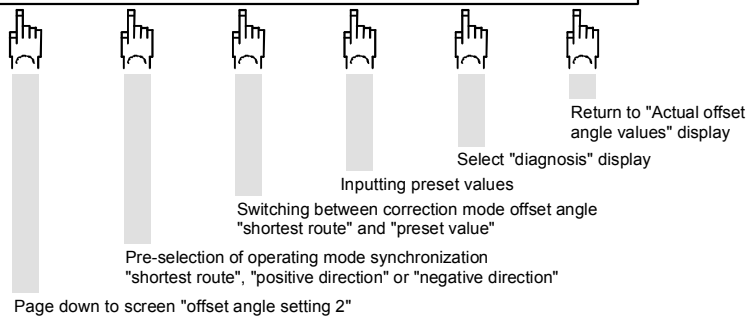 Return to "Actual offset
angle values" display
Select "diagnosis" display
Inputting preset values
Switching between correction mode offset angle
"shortest route" and "preset value"
Pre-selection of operating mode synchronization
"shortest route", "positive direction" or "negative direction"
Page down to screen "offset angle setting 2"